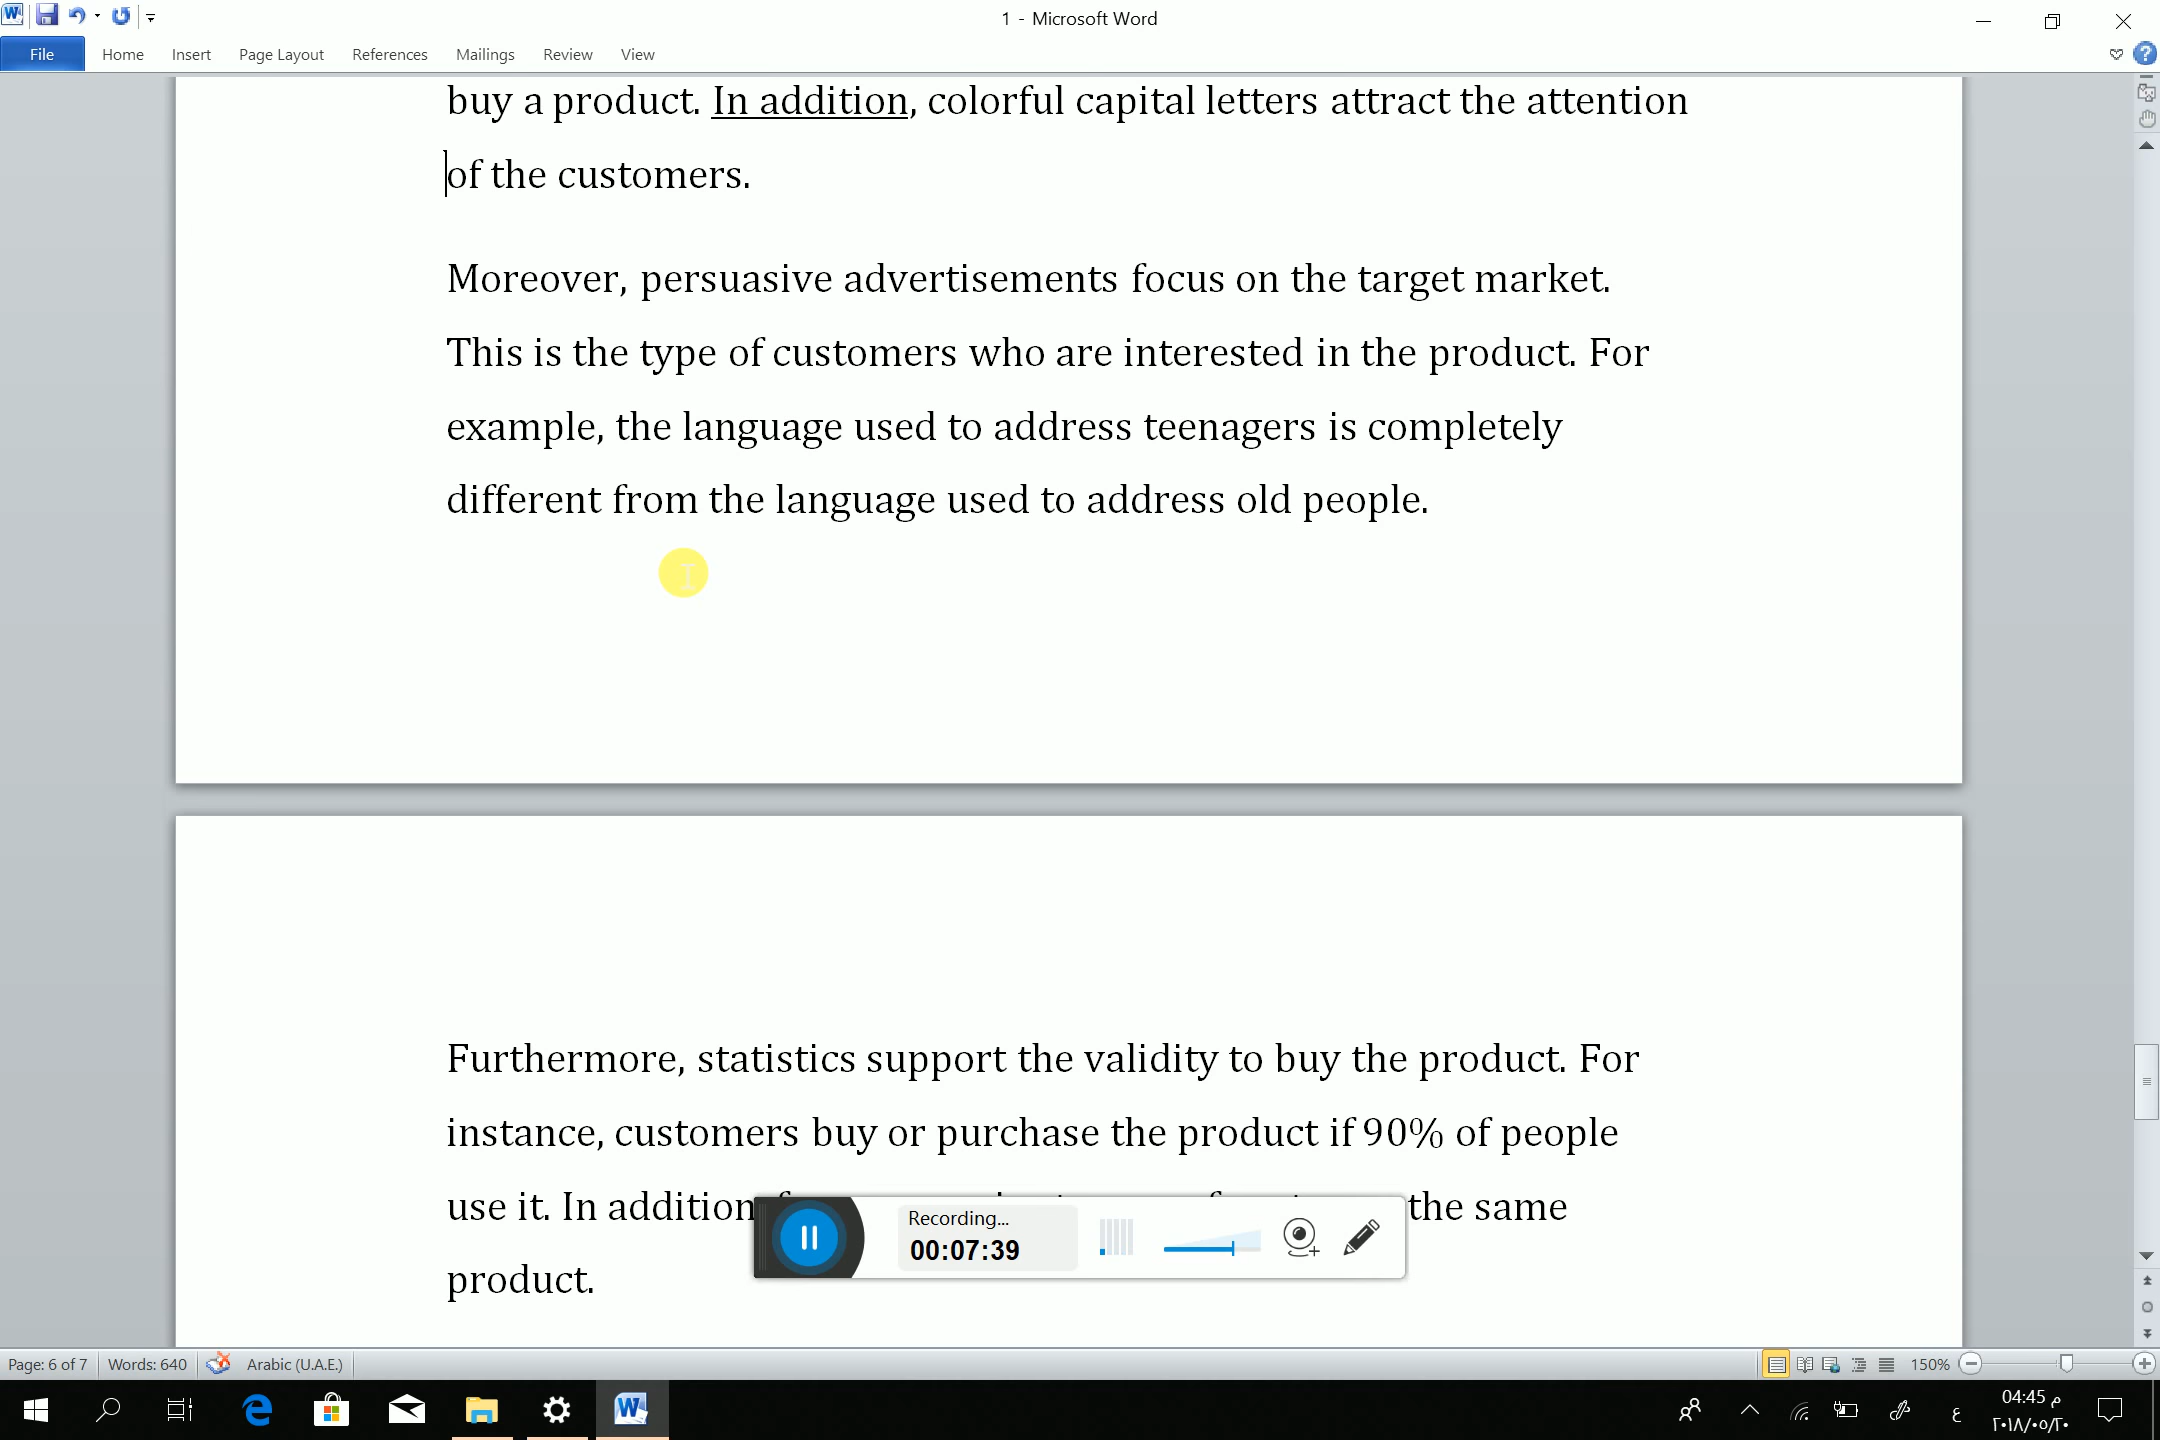 1 - Microsoft Word
File Home Insert Page Layout References Mailings Review View
buy a product. In addition, colorful capital letters attract the attention
of the customers.
Moreover, persuasive advertisements focus on the target market.
This is the type of customers who are interested in the product. For
example, the language used to address teenagers is completely
different from the language used to address old people.
Furthermore, statistics support the validity to buy the product. For
instance, customers buy or purchase the product if 90% of people
use it. In addition the same
product.
Recording...
00:07:39
Page: 6 of 7 Words: 640 Arabic (U.A.E.) 150%
ع
04:45 م
٢٠١٨/٠٥/٢٠